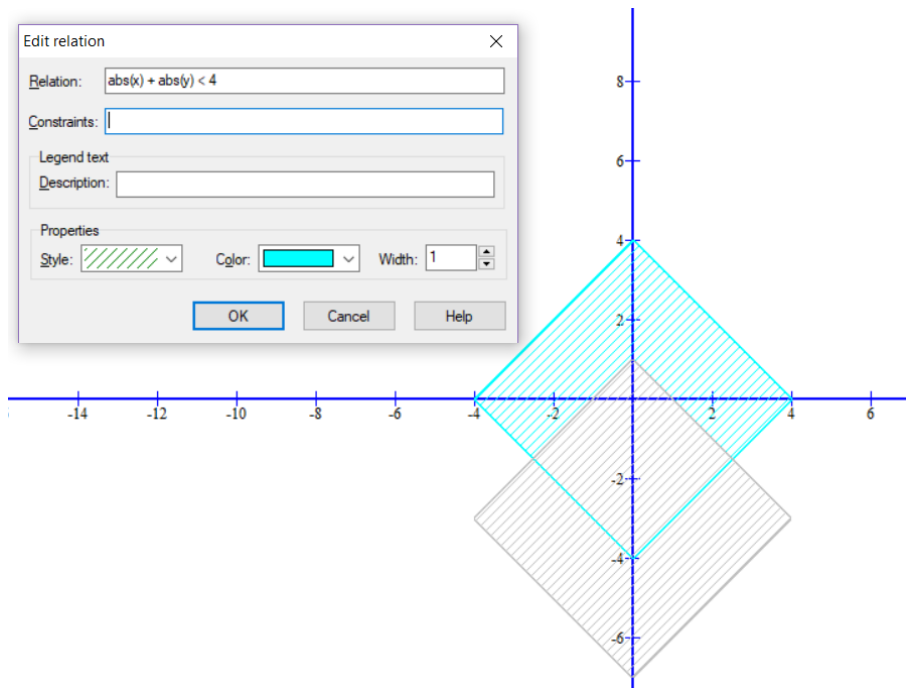 Edit relation
Relation: abs(x) + abs(y) < 4
Constraints:
Legend text
Description:
Properties
Style: Color: Width: 1
OK Cancel Help
8
6
4
2
-14 -12 -10 -8 -6 -4 -2 2 4 6
-2
-4
-6